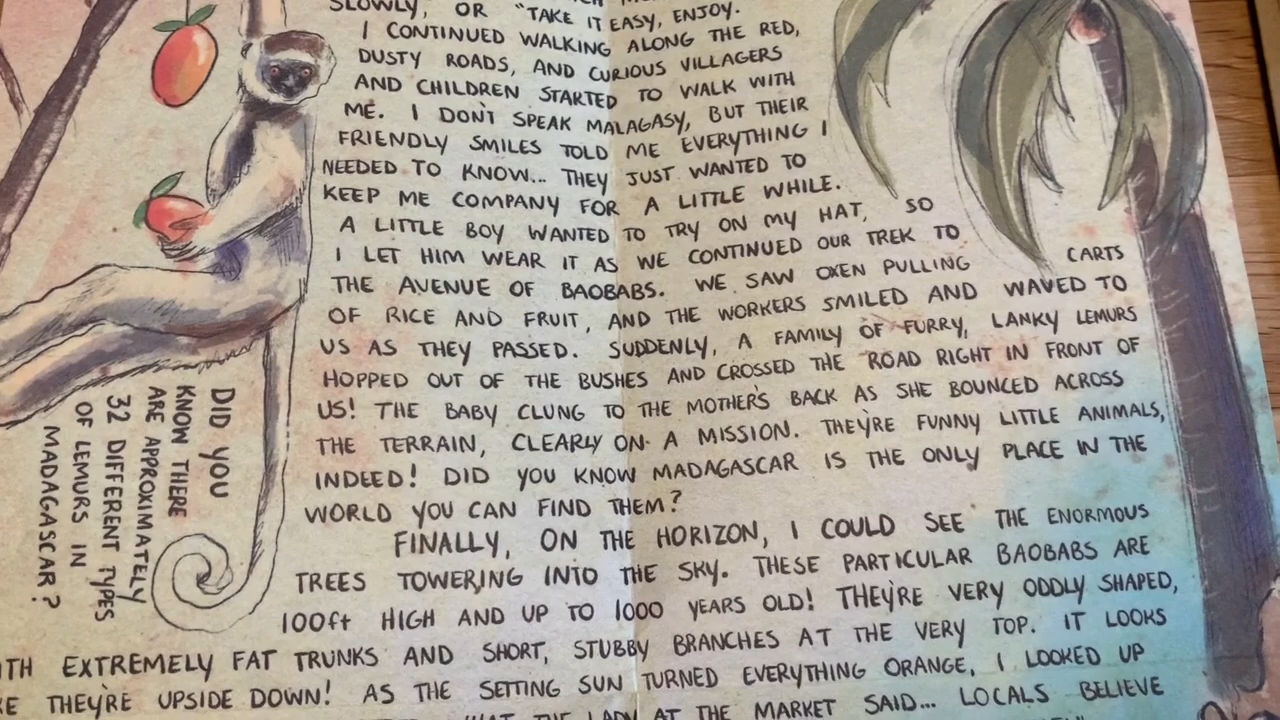 SLOWLY, OR "TAKE IT EASY, ENJOY.
I CONTINUED WALKING ALONG THE RED,
DUSTY ROADS, AND CURIOUS VILLAGERS
AND CHILDREN STARTED TO WALK WITH
ME. I DON'T SPEAK MALAGASY, BUT THEIR
FRIENDLY SMILES TOLD ME EVERYTHING I
NEEDED TO KNOW... THEY JUST WANTED TO
KEEP ME COMPANY FOR A LITTLE WHILE.
A LITTLE BOY WANTED TO TRY ON MY HAT, SO
I LET HIM WEAR IT AS WE CONTINUED OUR TREK TO
THE AVENUE OF BAOBABS. WE SAW OXEN PULLING CARTS
OF RICE AND FRUIT, AND THE WORKERS SMILED AND WAVED TO
US AS THEY PASSED. SUDDENLY, A FAMILY OF FURRY, LANKY LEMURS
HOPPED OUT OF THE BUSHES AND CROSSED THE ROAD RIGHT IN FRONT OF
US! THE BABY CLUNG TO THE MOTHER'S BACK AS SHE BOUNCED ACROSS
THE TERRAIN, CLEARLY ON A MISSION. THEY'RE FUNNY LITTLE ANIMALS,
INDEED! DID YOU KNOW MADAGASCAR IS THE ONLY PLACE IN THE
WORLD YOU CAN FIND THEM?
FINALLY, ON THE HORIZON, I COULD SEE THE ENORMOUS
TREES TOWERING INTO THE SKY. THESE PARTICULAR BAOBABS ARE
100ft HIGH AND UP TO 1000 YEARS OLD! THEY'RE VERY ODDLY SHAPED,
EXTREMELY FAT TRUNKS AND SHORT, STUBBY BRANCHES AT THE VERY TOP. IT LOOKS
THEY'RE UPSIDE DOWN! AS THE SETTING SUN TURNED EVERYTHING ORANGE, I LOOKED UP
THE LADY AT THE MARKET SAID... LOCALS BELIEVE
DID YOU
KNOW THERE
ARE APPROXIMATELY
32 DIFFERENT TYPES
OF LEMURS IN
MADAGASCAR?